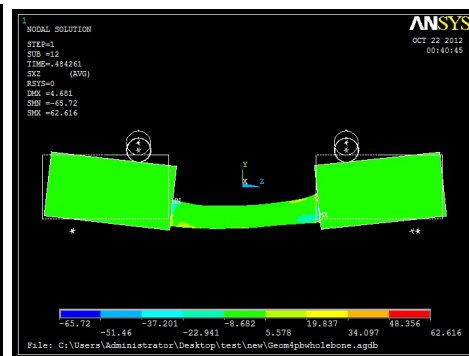 1
NODAL SOLUTION
STEP=1
SUB =12
TIME=.484261
SXZ (AVG)
RSYS=0
DMX =4.681
SMN =-65.72
SMX =62.616
ANSYS
OCT 22 2012
00:40:45
Y
X Z
MX
-65.72 -37.201 -8.682 19.837 48.356
-51.46 -22.941 5.578 34.097 62.616
File: C:\Users\Administrator\Desktop\test\new\Geom4pbwholebone.agdb